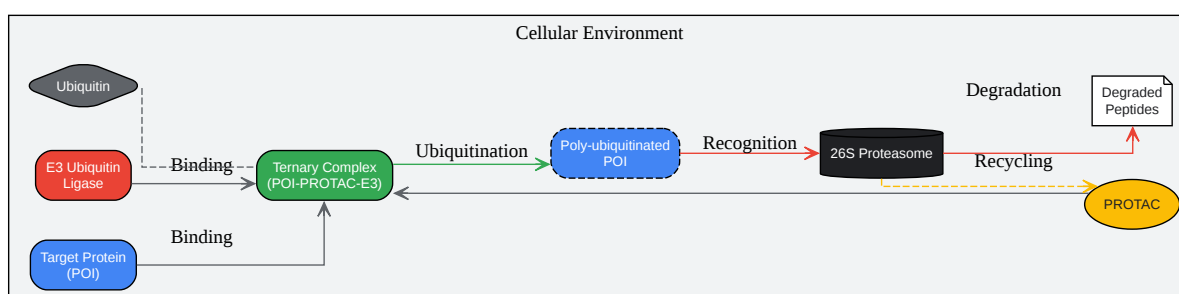 Cellular Environment
Ubiquitin
Degradation
Degraded
Peptides
E3 Ubiquitin
Ligase
Binding
Ternary Complex
(POI-PROTAC-E3)
Ubiquitination
Poly-ubiquitinated
POI
Recognition
26S Proteasome
Recycling
PROTAC
Target Protein
(POI)
Binding